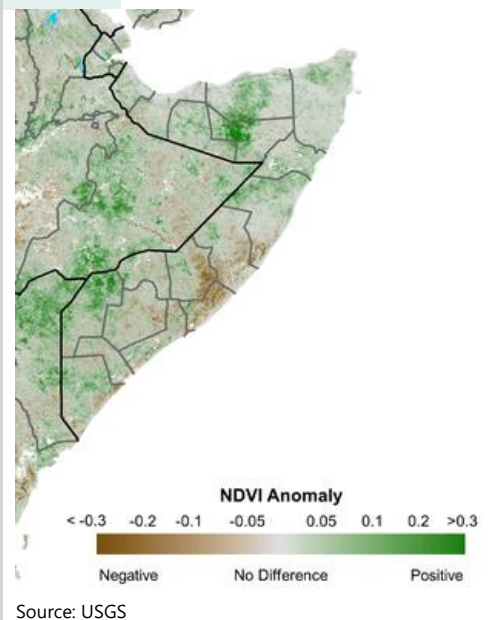 NDVI Anomaly
< -0.3 -0.2 -0.1 -0.05 0.05 0.1 0.2 >0.3
Negative No Difference Positive
Source: USGS